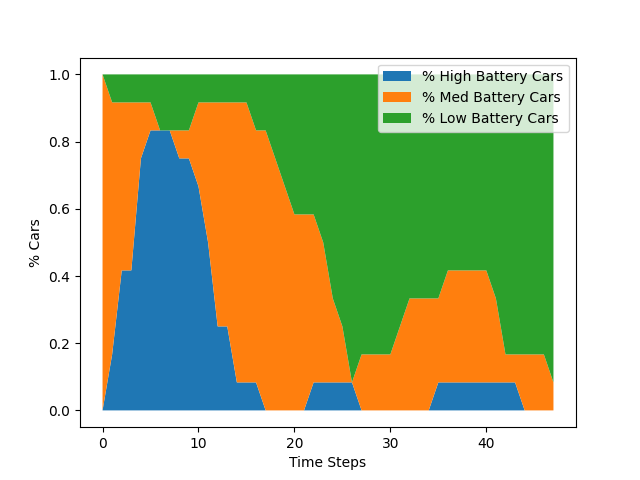 % High Battery Cars
% Med Battery Cars
% Low Battery Cars
1.0
0.8
0.6
0.4
0.2
0.0
% Cars
0 10 20 30 40
Time Steps